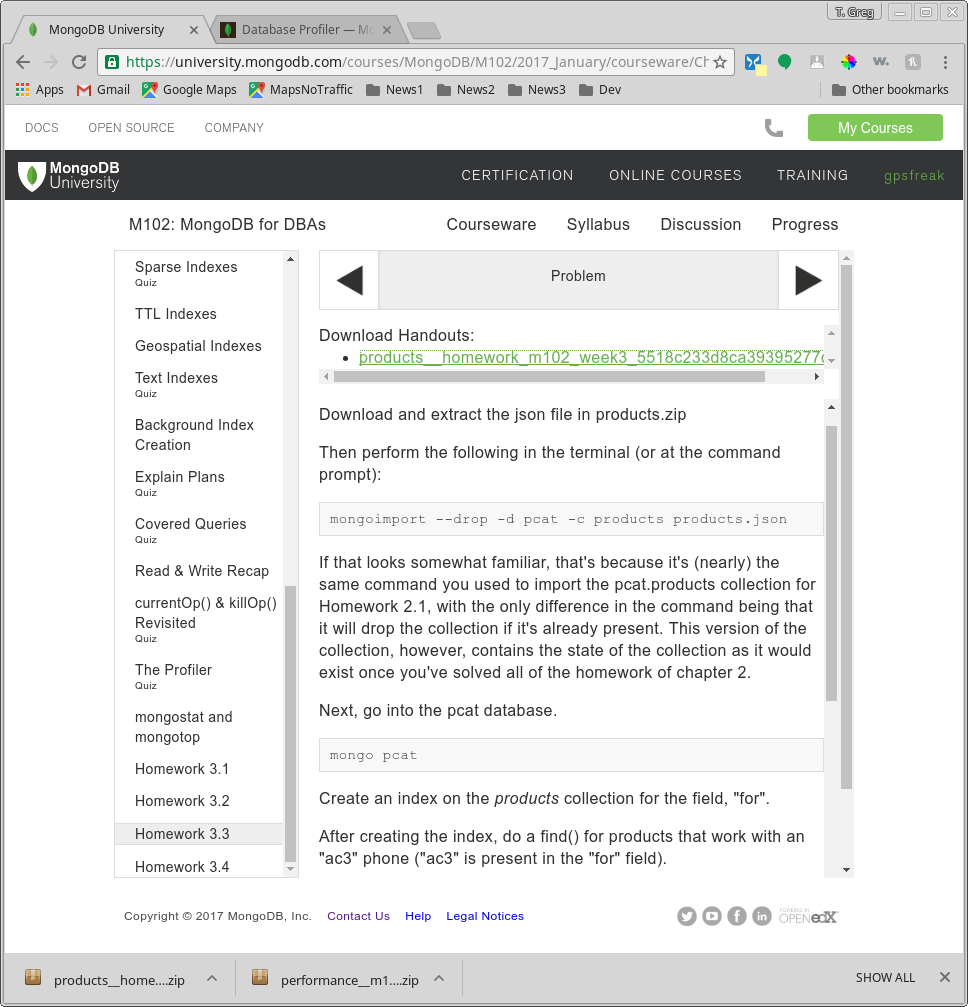 T. Greg
MongoDB University
Database Profiler — Mo
https://university.mongodb.com/courses/MongoDB/M102/2017_January/courseware/Ch
Apps Gmail Google Maps MapsNoTraffic News1 News2 News3 Dev Other bookmarks
DOCS OPEN SOURCE COMPANY My Courses
MongoDB
University
CERTIFICATION ONLINE COURSES TRAINING gpsfreak
M102: MongoDB for DBAs Courseware Syllabus Discussion Progress
Sparse Indexes
Quiz
TTL Indexes
Geospatial Indexes
Text Indexes
Quiz
Background Index
Creation
Explain Plans
Quiz
Covered Queries
Quiz
Read & Write Recap
currentOp() & killOp()
Revisited
Quiz
The Profiler
Quiz
mongostat and
mongotop
Homework 3.1
Homework 3.2
Homework 3.3
Homework 3.4
Problem
Download Handouts:
products__homework_m102_week3_5518c233d8ca39395277c
Download and extract the json file in products.zip
Then perform the following in the terminal (or at the command
prompt):
mongoimport --drop -d pcat -c products products.json
If that looks somewhat familiar, that's because it's (nearly) the
same command you used to import the pcat.products collection for
Homework 2.1, with the only difference in the command being that
it will drop the collection if it's already present. This version of the
collection, however, contains the state of the collection as it would
exist once you've solved all of the homework of chapter 2.
Next, go into the pcat database.
mongo pcat
Create an index on the products collection for the field, "for".
After creating the index, do a find() for products that work with an
"ac3" phone ("ac3" is present in the "for" field).
Copyright © 2017 MongoDB, Inc. Contact Us Help Legal Notices
POWERED BY
OPEN edX
products__home....zip performance__m1....zip SHOW ALL